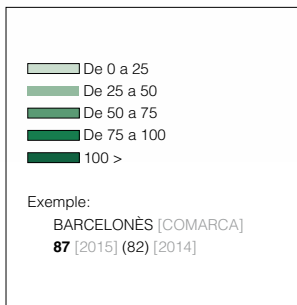 De 0 a 25
De 25 a 50
De 50 a 75
De 75 a 100
100 >
Exemple:
BARCELONÈS [COMARCA]
87 [2015] (82) [2014]